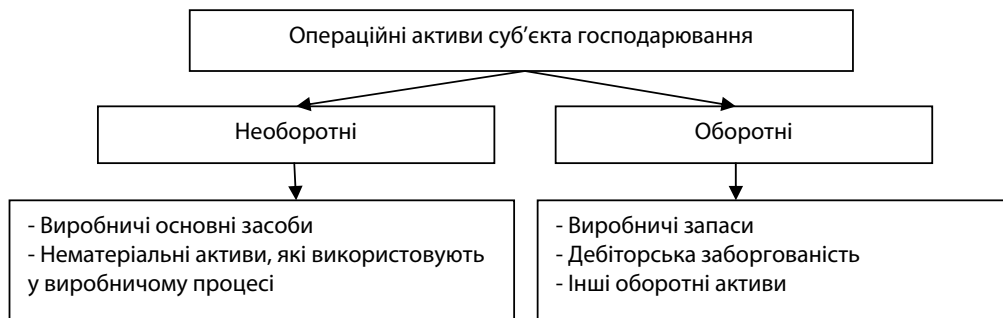 Операційні активи суб’єкта господарювання
Необоротні
Оборотні
- Виробничі основні засоби
- Нематеріальні активи, які використовують
у виробничому процесі
- Виробничі запаси
- Дебіторська заборгованість
- Інші оборотні активи